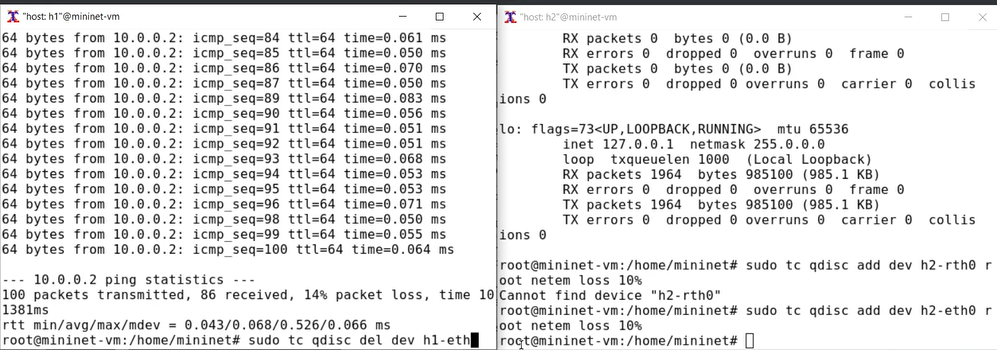 "host: h1"@mininet-vm
64 bytes from 10.0.0.2: icmp_seq=84 ttl=64 time=0.061 ms
64 bytes from 10.0.0.2: icmp_seq=85 ttl=64 time=0.050 ms
64 bytes from 10.0.0.2: icmp_seq=86 ttl=64 time=0.070 ms
64 bytes from 10.0.0.2: icmp_seq=87 ttl=64 time=0.050 ms
64 bytes from 10.0.0.2: icmp_seq=89 ttl=64 time=0.083 ms
64 bytes from 10.0.0.2: icmp_seq=90 ttl=64 time=0.056 ms
64 bytes from 10.0.0.2: icmp_seq=91 ttl=64 time=0.051 ms
64 bytes from 10.0.0.2: icmp_seq=92 ttl=64 time=0.051 ms
64 bytes from 10.0.0.2: icmp_seq=93 ttl=64 time=0.068 ms
64 bytes from 10.0.0.2: icmp_seq=94 ttl=64 time=0.053 ms
64 bytes from 10.0.0.2: icmp_seq=95 ttl=64 time=0.053 ms
64 bytes from 10.0.0.2: icmp_seq=96 ttl=64 time=0.071 ms
64 bytes from 10.0.0.2: icmp_seq=98 ttl=64 time=0.050 ms
64 bytes from 10.0.0.2: icmp_seq=99 ttl=64 time=0.055 ms
64 bytes from 10.0.0.2: icmp_seq=100 ttl=64 time=0.064 ms
--- 10.0.0.2 ping statistics ---
100 packets transmitted, 86 received, 14% packet loss, time 10
1381ms
rtt min/avg/max/mdev = 0.043/0.068/0.526/0.066 ms
root@mininet-vm:/home/mininet# sudo tc qdisc del dev h1-eth
"host: h2"@mininet-vm
RX packets 0  bytes 0 (0.0 B)
RX errors 0  dropped 0  overruns 0  frame 0
TX packets 0  bytes 0 (0.0 B)
TX errors 0  dropped 0 overruns 0  carrier 0  collis
ions 0
lo: flags=73<UP,LOOPBACK,RUNNING>  mtu 65536
inet 127.0.0.1  netmask 255.0.0.0
loop  txqueuelen 1000  (Local Loopback)
RX packets 1964  bytes 985100 (985.1 KB)
RX errors 0  dropped 0  overruns 0  frame 0
TX packets 1964  bytes 985100 (985.1 KB)
TX errors 0  dropped 0 overruns 0  carrier 0  collis
ions 0
root@mininet-vm:/home/mininet# sudo tc qdisc add dev h2-rth0 r
oot netem loss 10%
Cannot find device "h2-rth0"
root@mininet-vm:/home/mininet# sudo tc qdisc add dev h2-eth0 r
oot netem loss 10%
root@mininet-vm:/home/mininet#